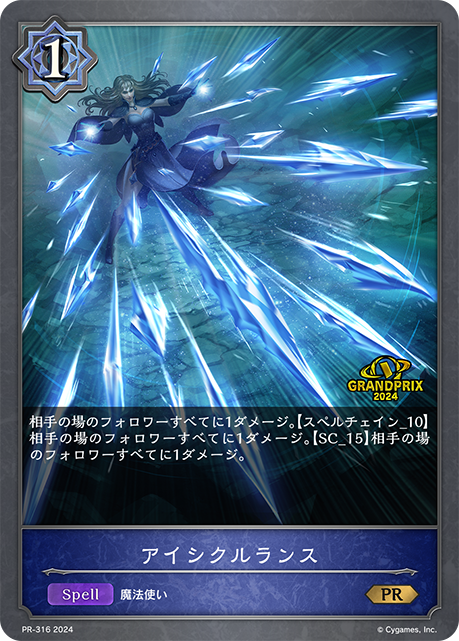 1
GRANDPRIX
2024
相手の場のフォロワーすべてに1ダメージ。【スペルチェイン_10】
相手の場のフォロワーすべてに1ダメージ。【SC_15】相手の場
のフォロワーすべてに1ダメージ。
アイシクルランス
Spell 魔法使い PR
PR-316 2024 © Cygames, Inc.